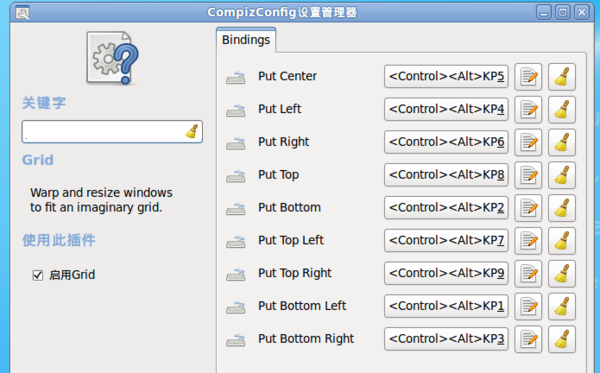 CompizConfig设置管理器
关键字
.
Grid
Warp and resize windows
to fit an imaginary grid.
使用此插件
启用Grid
Bindings
Put Center <Control><Alt>KP5
Put Left <Control><Alt>KP4
Put Right <Control><Alt>KP6
Put Top <Control><Alt>KP8
Put Bottom <Control><Alt>KP2
Put Top Left <Control><Alt>KP7
Put Top Right <Control><Alt>KP9
Put Bottom Left <Control><Alt>KP1
Put Bottom Right <Control><Alt>KP3